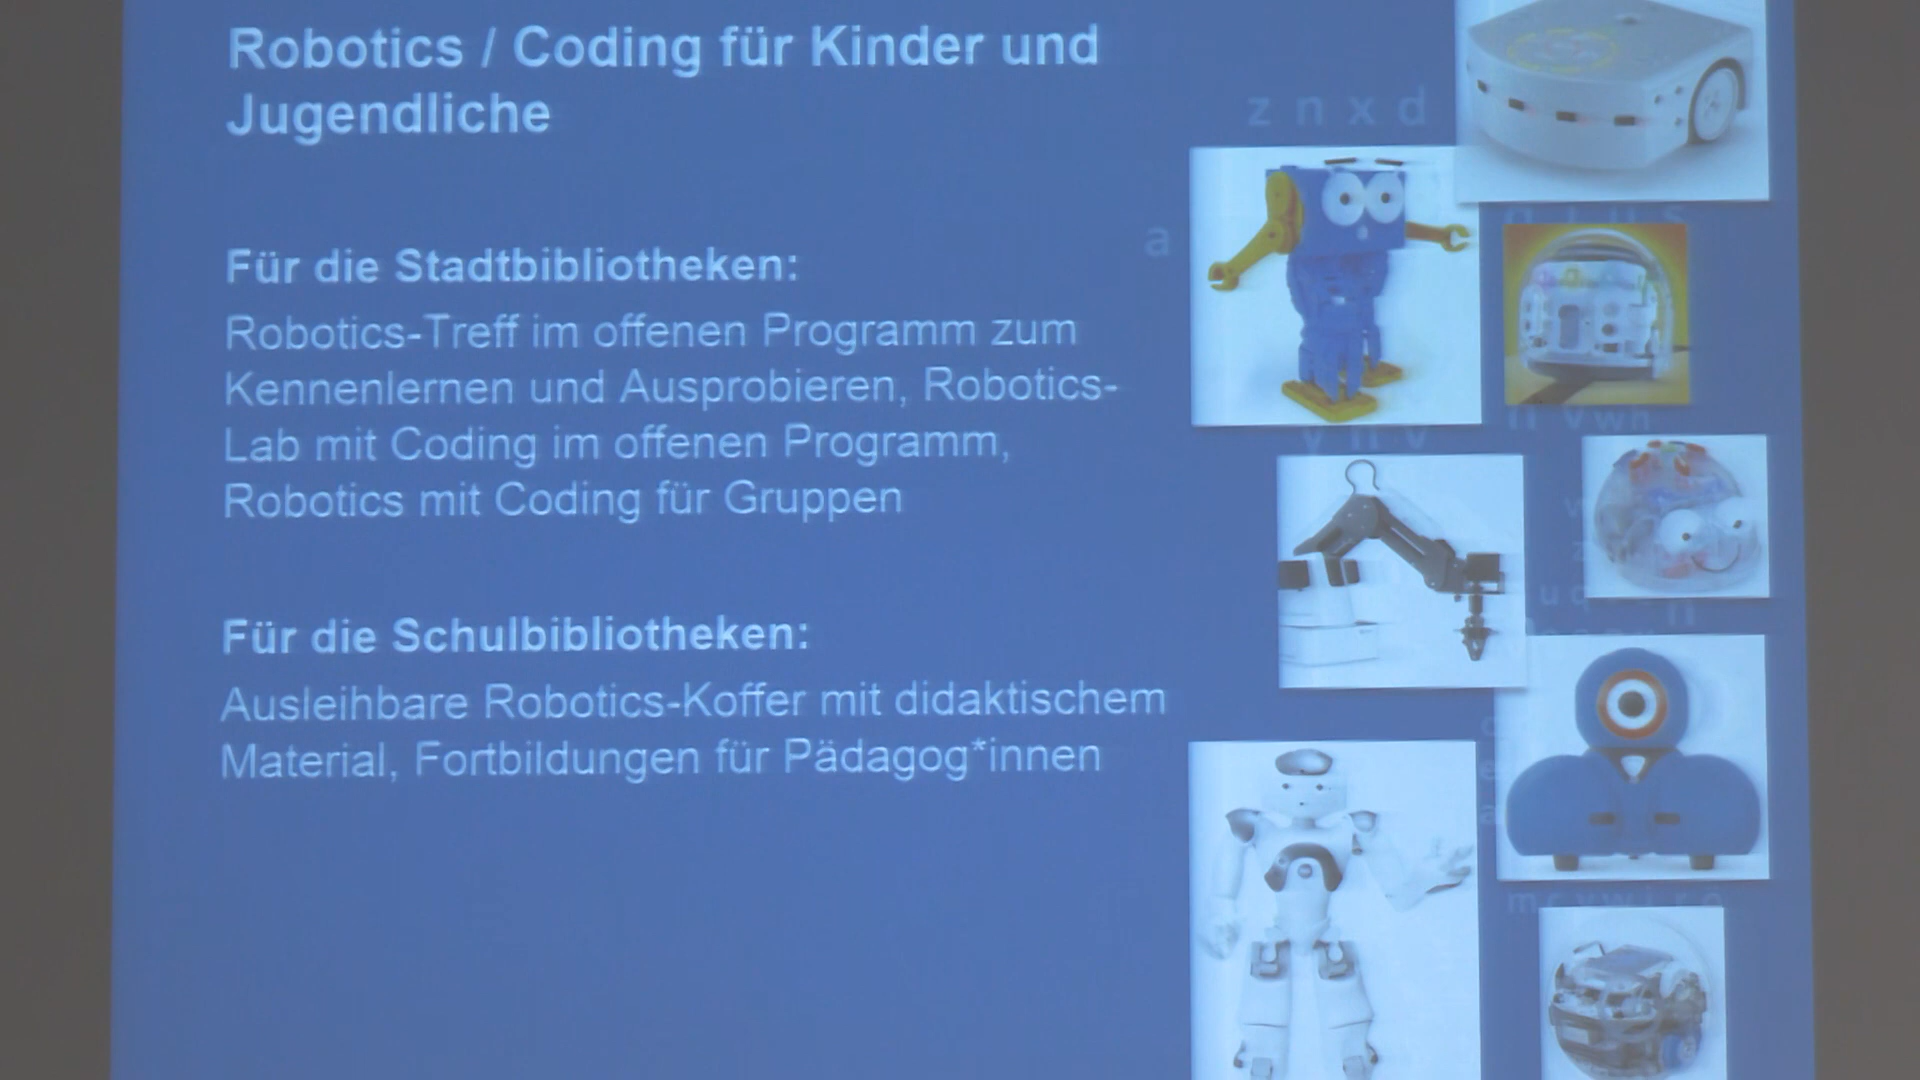 Robotics / Coding für Kinder und
Jugendliche
z n x d
a
Für die Stadtbibliotheken:
Robotics-Treff im offenen Programm zum
Kennenlernen und Ausprobieren, Robotics-
Lab mit Coding im offenen Programm,
Robotics mit Coding für Gruppen
Für die Schulbibliotheken:
Ausleihbare Robotics-Koffer mit didaktischem
Material, Fortbildungen für Pädagog*innen